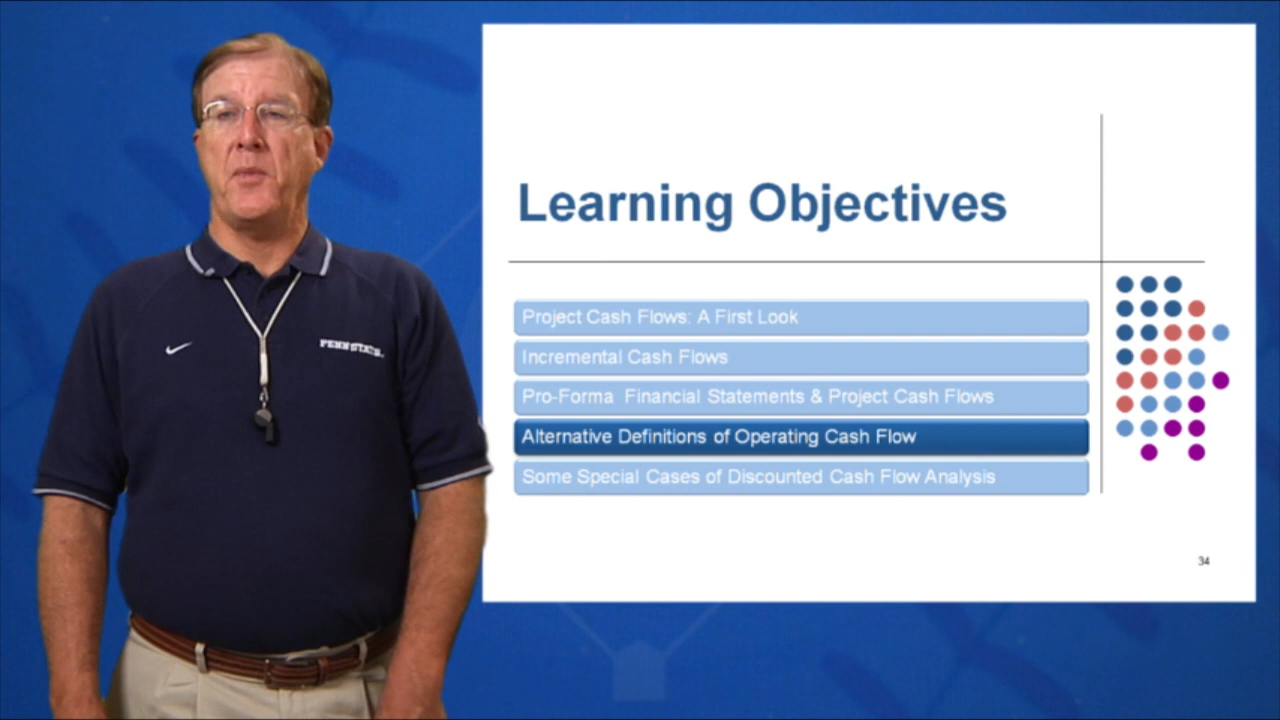 Learning Objectives
Project Cash Flows: A First Look
Incremental Cash Flows
Pro-Forma Financial Statements & Project Cash Flows
Alternative Definitions of Operating Cash Flow
Some Special Cases of Discounted Cash Flow Analysis
34
PENN STATE